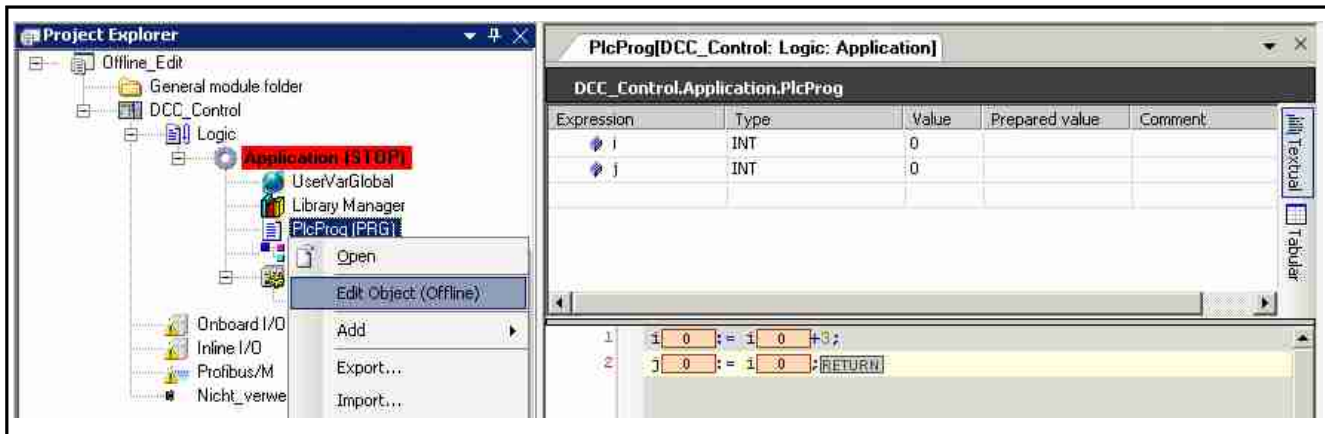 Project Explorer
Offline_Edit
General module folder
DCC_Control
Logic
Application (STOP)
UserVarGlobal
Library Manager
PlcProg (PRG)
Open
Edit Object (Offline)
Add
Export...
Import...
Onboard I/O
Inline I/O
Profibus/M
Nicht_verwe
PlcProg[DCC_Control: Logic: Application]
DCC_Control.Application.PlcProg
Expression Type Value Prepared value Comment
i INT 0
j INT 0
Textual
Tabular
1 i 0 := i 0 +3;
2 j 0 := i 0 ;RETURN